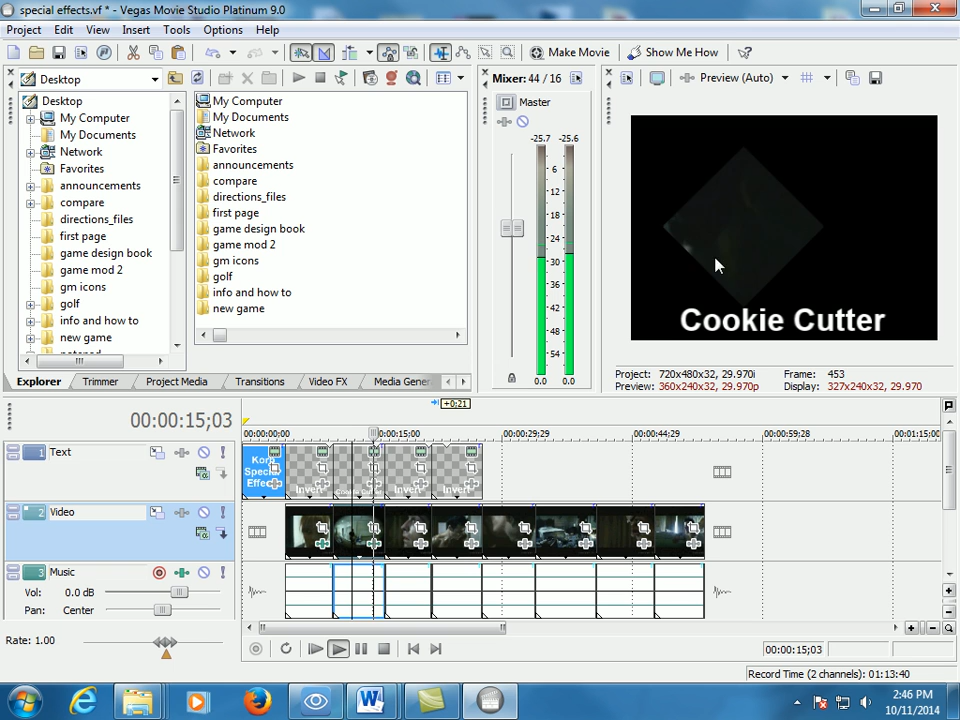 special effects.vf * - Vegas Movie Studio Platinum 9.0
Project Edit View Insert Tools Options Help
Make Movie Show Me How
Desktop
Desktop
My Computer
My Documents
Network
Favorites
announcements
compare
directions_files
first page
game design book
game mod 2
gm icons
golf
info and how to
new game
My Computer
My Documents
Network
Favorites
announcements
compare
directions_files
first page
game design book
game mod 2
gm icons
golf
info and how to
new game
Explorer Trimmer Project Media Transitions Video FX Media Gener
Mixer: 44 / 16
Master
-25.7 -25.6
6
12
18
24
30
36
42
48
54
0.0 0.0
Preview (Auto)
Cookie Cutter
Project: 720x480x32, 29.970i Frame: 453
Preview: 360x240x32, 29.970p Display: 327x240x32, 29.970
00:00:15;03
+0:21
00:00:00;00 0:00:15;00 00:00:29;29 00:00:44;29 00:00:59;28 00:01:15;00
1 Text
Korg
Special
Effec
Invert Invert Invert
2 Video
3 Music
Vol: 0.0 dB
Pan: Center
Rate: 1.00
00:00:15;03
Record Time (2 channels): 01:13:40
2:46 PM
10/11/2014